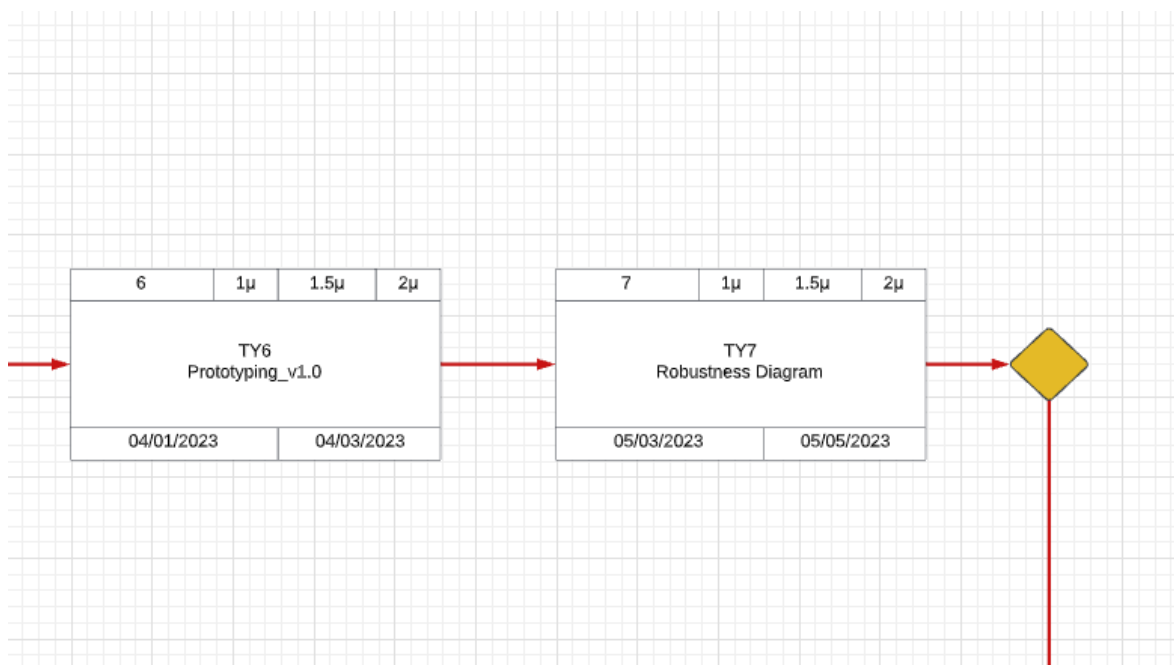 6 1μ 1.5μ 2μ
TY6
Prototyping_v1.0
04/01/2023 04/03/2023
7 1μ 1.5μ 2μ
TY7
Robustness Diagram
05/03/2023 05/05/2023